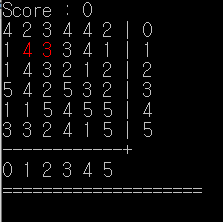 Score : 0
4 2 3 4 4 2 | 0
1 4 3 3 4 1 | 1
1 4 3 2 1 2 | 2
5 4 2 5 3 2 | 3
1 1 5 4 5 5 | 4
3 3 2 4 1 5 | 5
------------+
0 1 2 3 4 5
====================